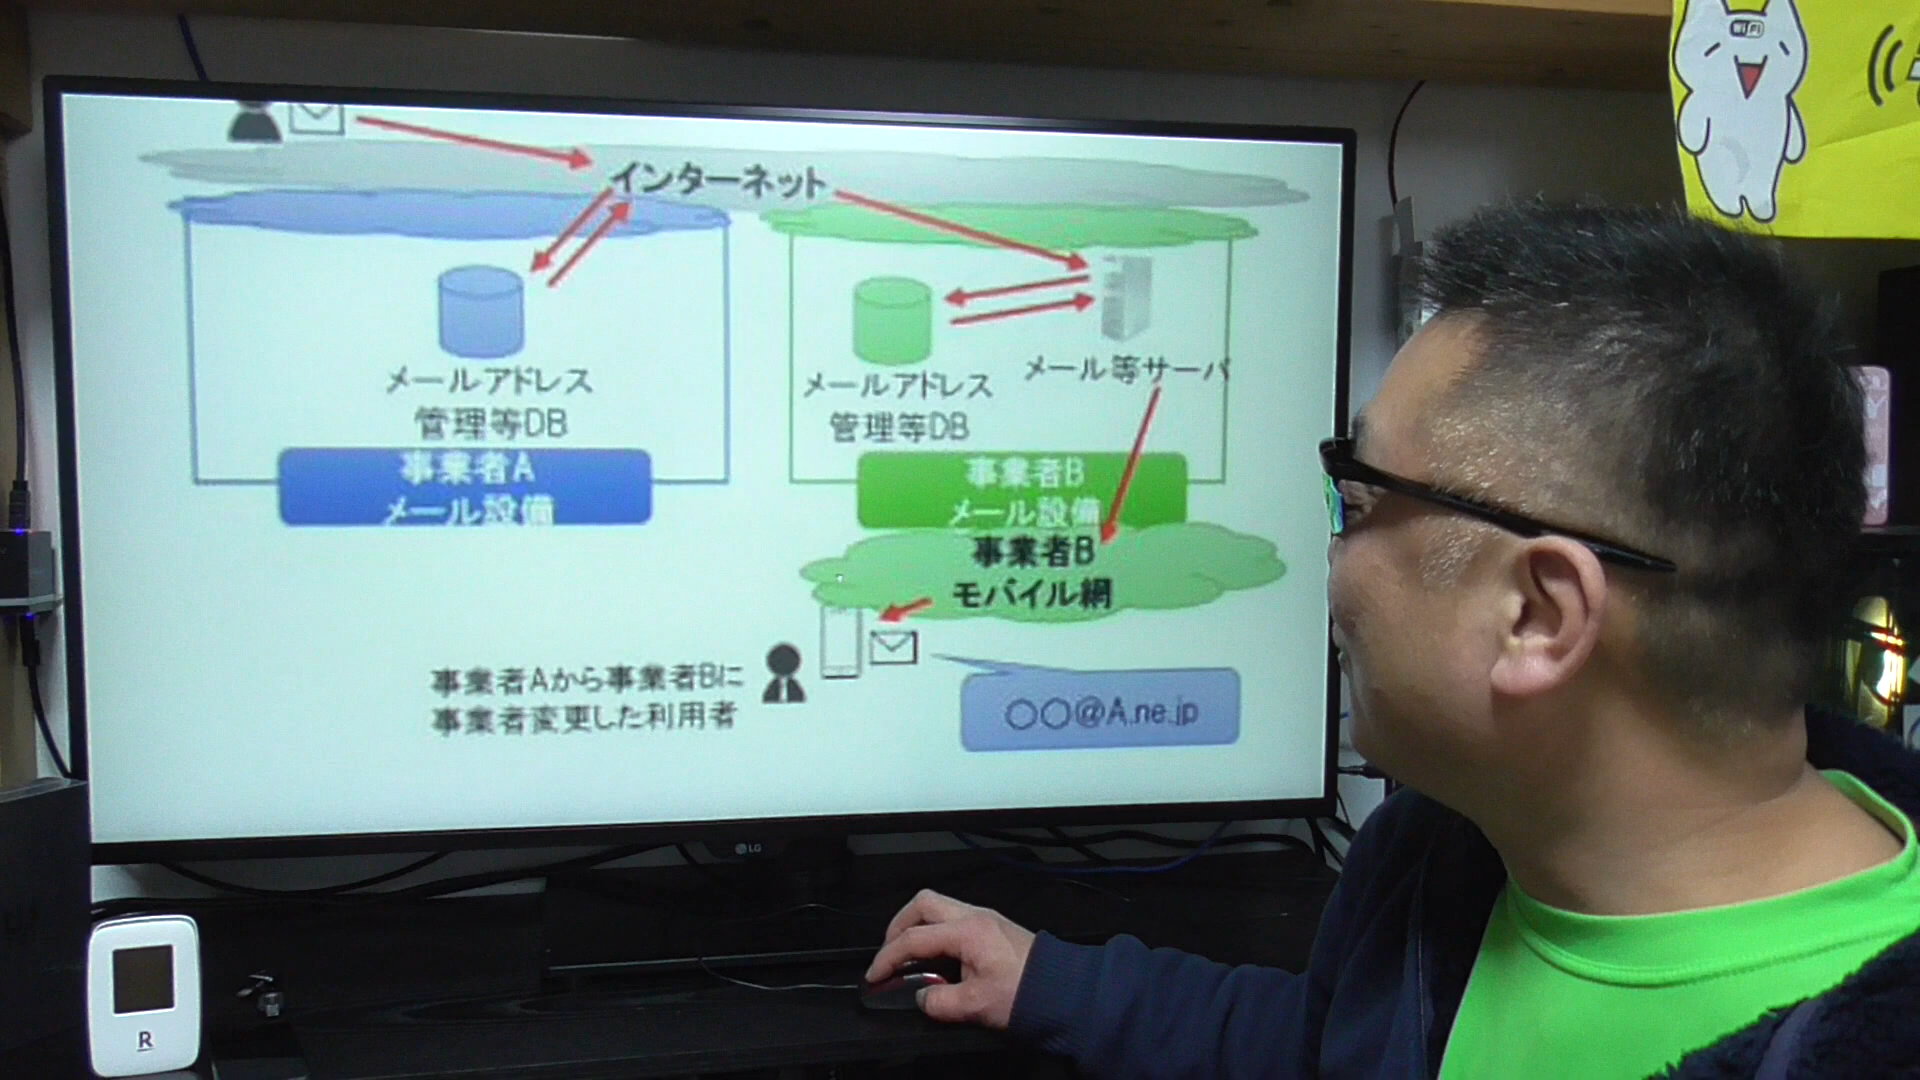 WiFi
インターネット
メールアドレス
管理等DB
事業者A
メール設備
メールアドレス
管理等DB
メール等サーバ
事業者B
メール設備
事業者B
モバイル網
事業者Aから事業者Bに
事業者変更した利用者
○○@A.ne.jp
LG
R